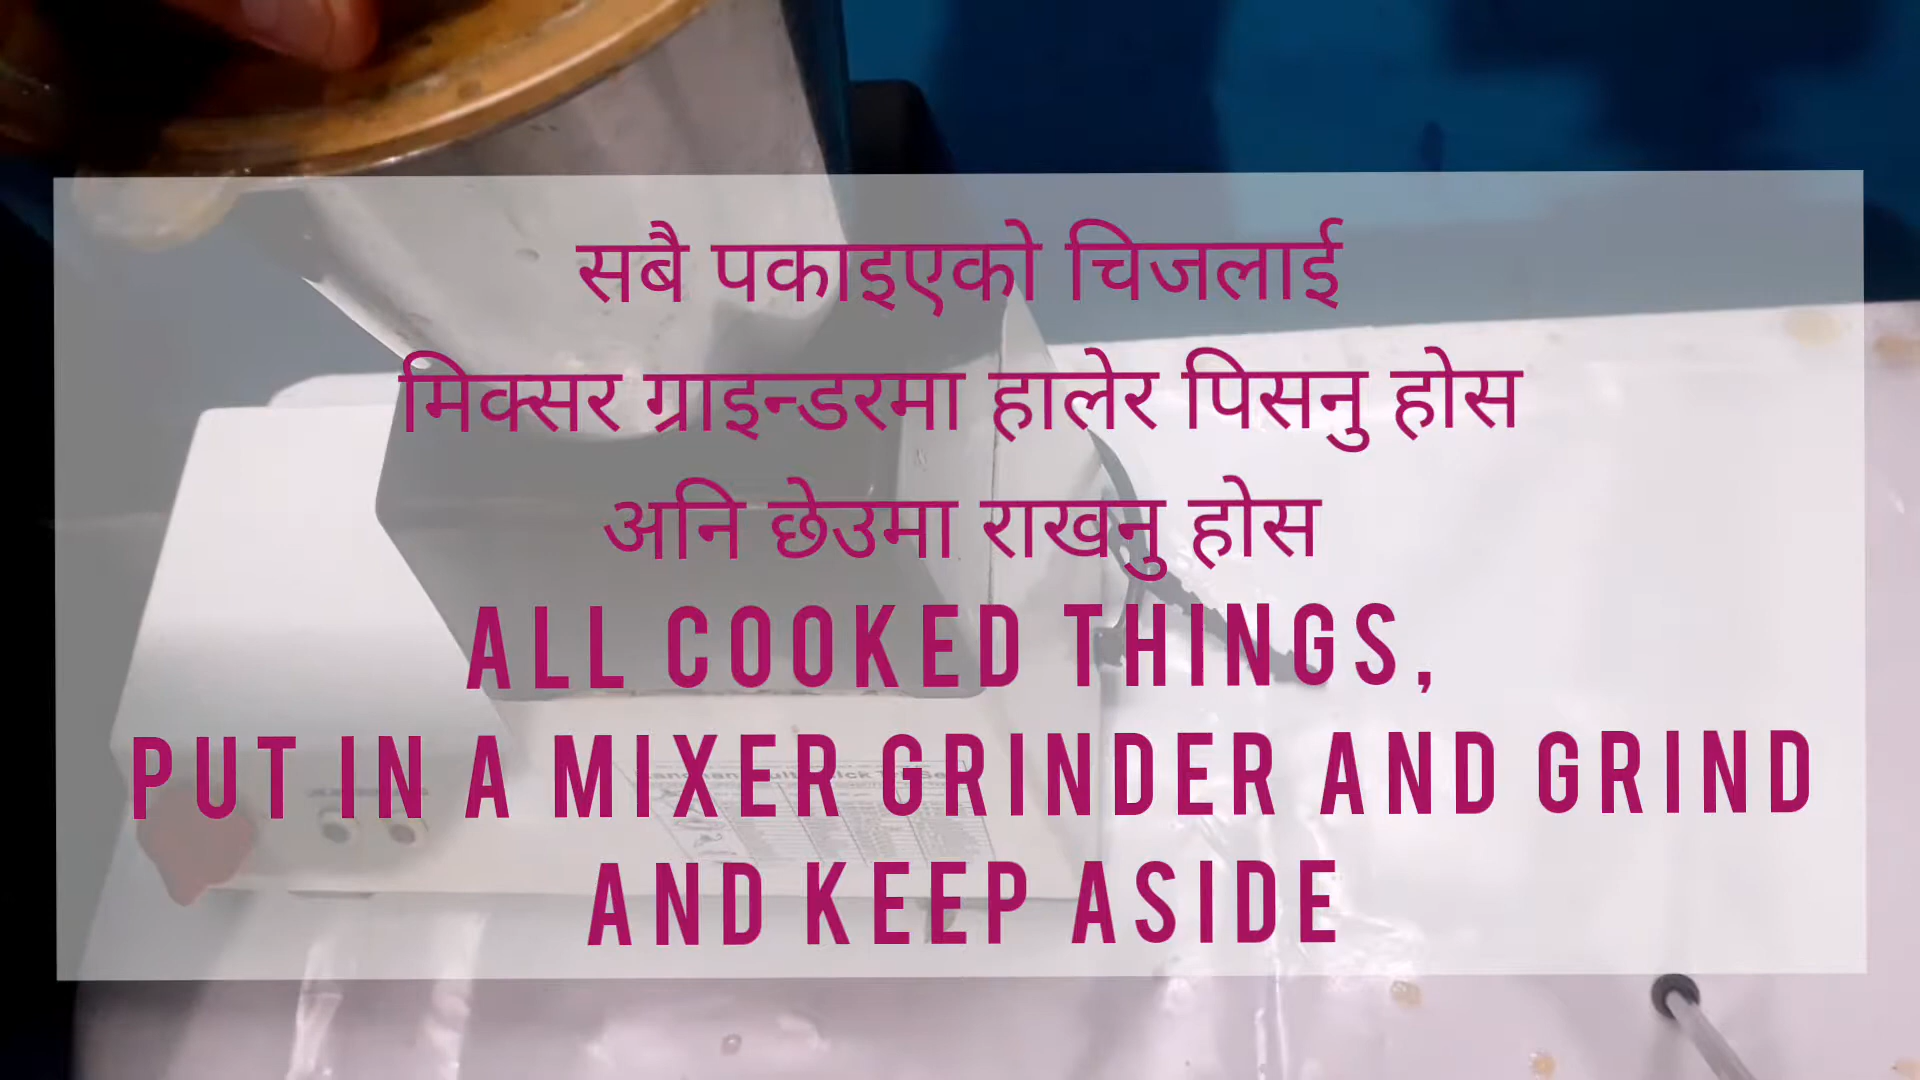 सबै पकाइएको चिजलाई
मिक्सर ग्राइन्डरमा हालेर पिसनु होस
अनि छेउमा राखनु होस
ALL COOKED THINGS,
PUT IN A MIXER GRINDER AND GRIND
AND KEEP ASIDE